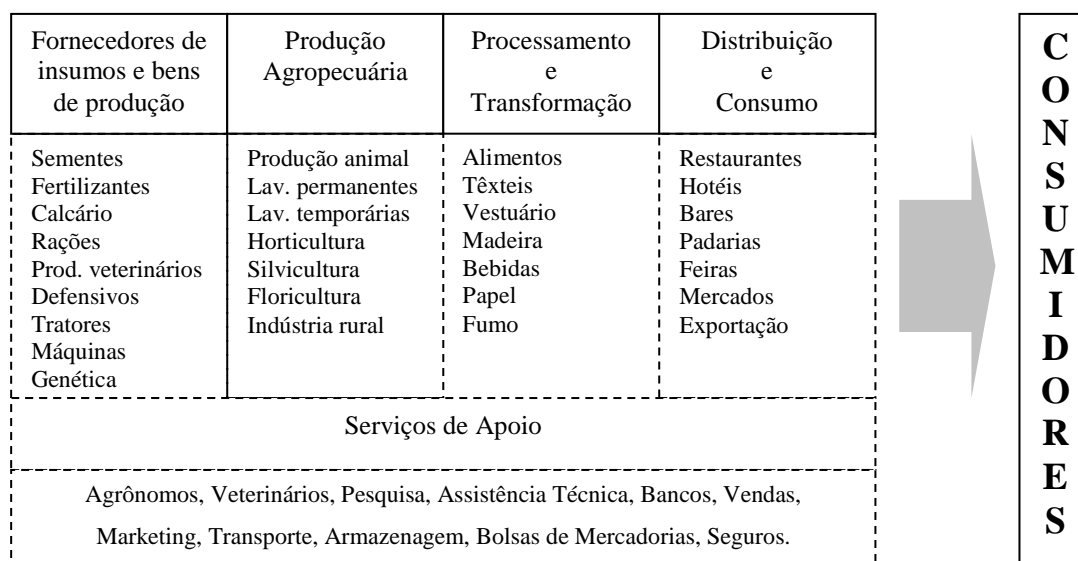 Fornecedores de
insumos e bens
de produção
Produção
Agropecuária
Processamento
e
Transformação
Distribuição
e
Consumo
Sementes
Fertilizantes
Calcário
Rações
Prod. veterinários
Defensivos
Tratores
Máquinas
Genética
Produção animal
Lav. permanentes
Lav. temporárias
Horticultura
Silvicultura
Floricultura
Indústria rural
Alimentos
Têxteis
Vestuário
Madeira
Bebidas
Papel
Fumo
Restaurantes
Hotéis
Bares
Padarias
Feiras
Mercados
Exportação
Serviços de Apoio
Agrônomos, Veterinários, Pesquisa, Assistência Técnica, Bancos, Vendas,
Marketing, Transporte, Armazenagem, Bolsas de Mercadorias, Seguros.
CONSUMIDORES